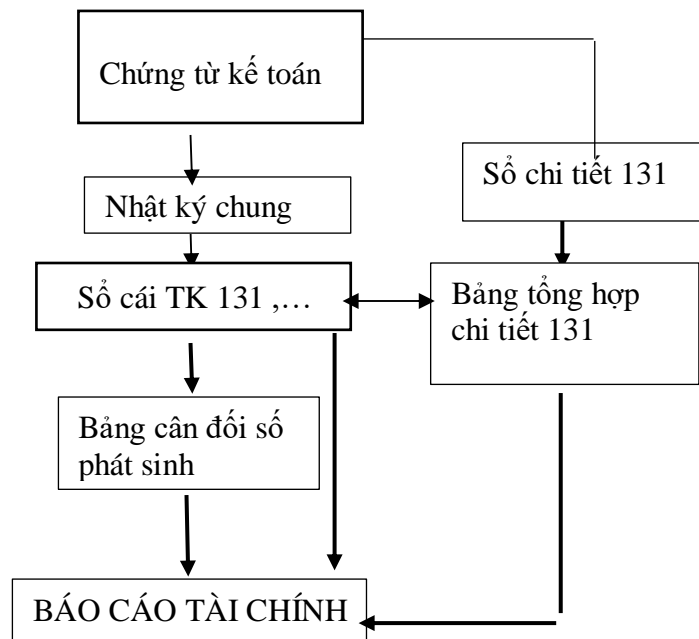 Chứng từ kế toán
Sổ chi tiết 131
Nhật ký chung
Sổ cái TK 131 ,…
Bảng tổng hợp
chi tiết 131
Bảng cân đối số
phát sinh
BÁO CÁO TÀI CHÍNH